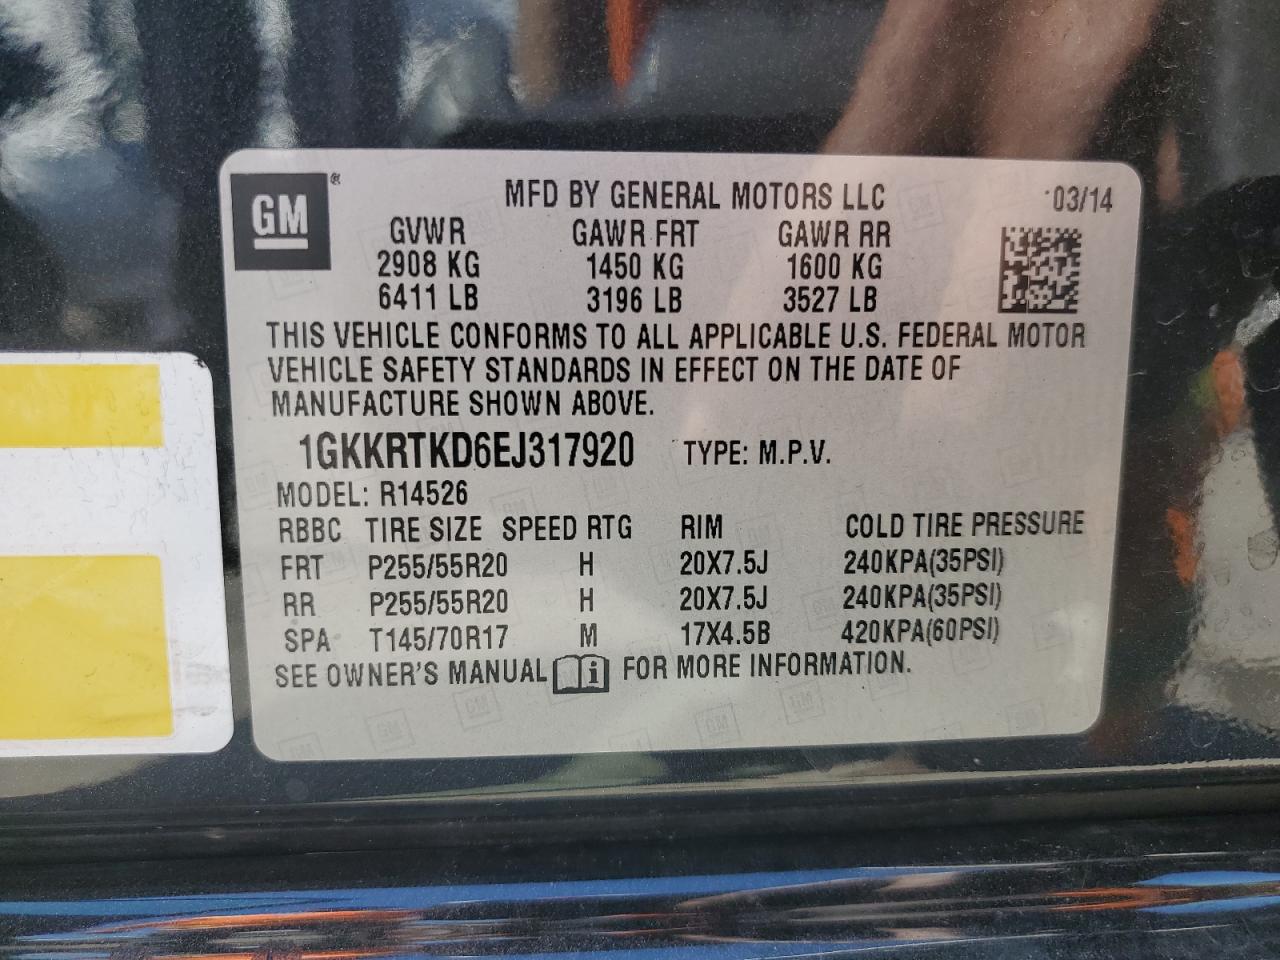 GM ® MFD BY GENERAL MOTORS LLC 03/14
GVWR GAWR FRT GAWR RR
2908 KG 1450 KG 1600 KG
6411 LB 3196 LB 3527 LB
THIS VEHICLE CONFORMS TO ALL APPLICABLE U.S. FEDERAL MOTOR
VEHICLE SAFETY STANDARDS IN EFFECT ON THE DATE OF
MANUFACTURE SHOWN ABOVE.
1GKKRTKD6EJ317920 TYPE: M.P.V.
MODEL: R14526
RBBC TIRE SIZE SPEED RTG RIM COLD TIRE PRESSURE
FRT P255/55R20 H 20X7.5J 240KPA(35PSI)
RR P255/55R20 H 20X7.5J 240KPA(35PSI)
SPA T145/70R17 M 17X4.5B 420KPA(60PSI)
SEE OWNER'S MANUAL i FOR MORE INFORMATION.